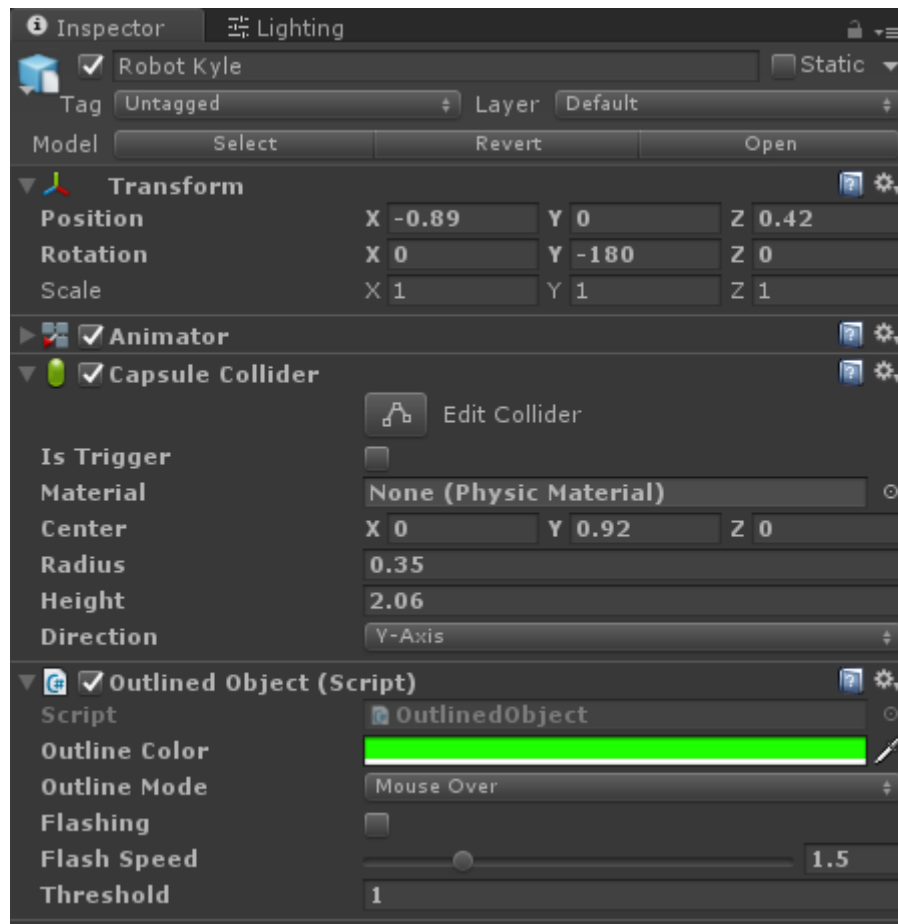 Inspector Lighting
Robot Kyle Static
Tag Untagged Layer Default
Model Select Revert Open
Transform
Position X -0.89 Y 0 Z 0.42
Rotation X 0 Y -180 Z 0
Scale X 1 Y 1 Z 1
Animator
Capsule Collider
Edit Collider
Is Trigger
Material None (Physic Material)
Center X 0 Y 0.92 Z 0
Radius 0.35
Height 2.06
Direction Y-Axis
Outlined Object (Script)
Script OutlinedObject
Outline Color
Outline Mode Mouse Over
Flashing
Flash Speed 1.5
Threshold 1